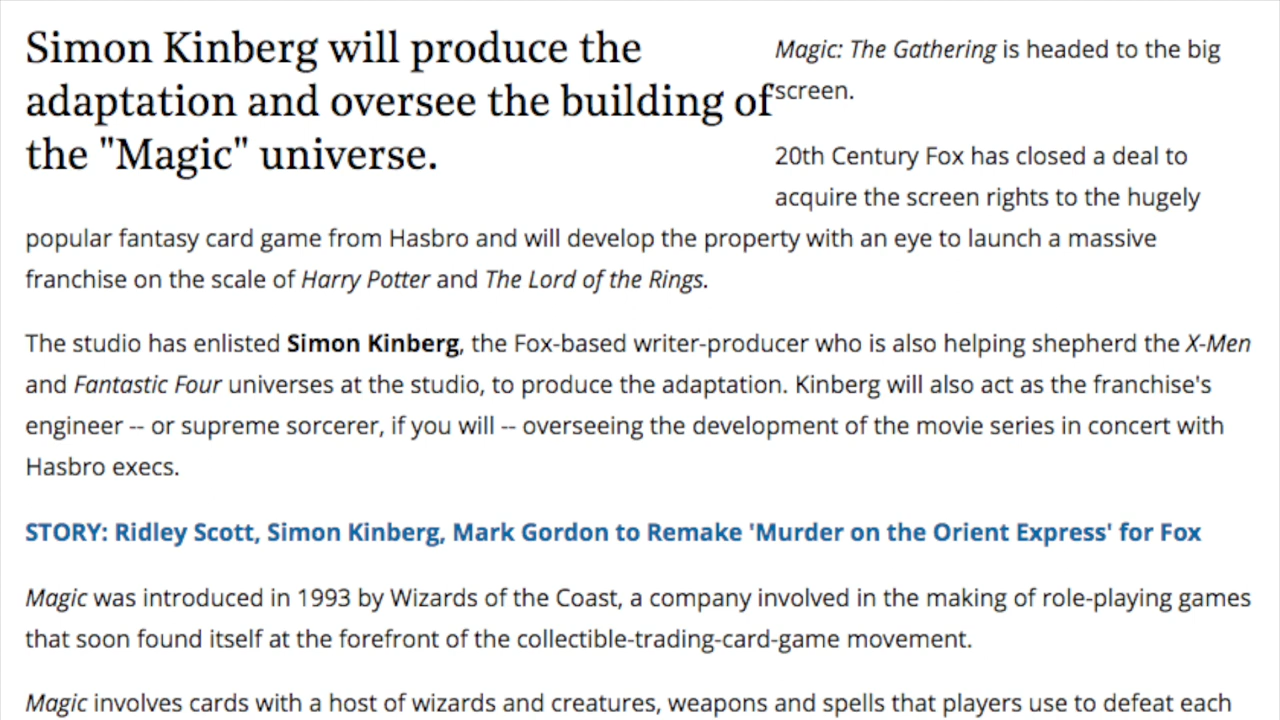 Simon Kinberg will produce the
adaptation and oversee the building of
the "Magic" universe.
Magic: The Gathering is headed to the big
screen.
20th Century Fox has closed a deal to
acquire the screen rights to the hugely
popular fantasy card game from Hasbro and will develop the property with an eye to launch a massive
franchise on the scale of Harry Potter and The Lord of the Rings.
The studio has enlisted Simon Kinberg, the Fox-based writer-producer who is also helping shepherd the X-Men
and Fantastic Four universes at the studio, to produce the adaptation. Kinberg will also act as the franchise's
engineer -- or supreme sorcerer, if you will -- overseeing the development of the movie series in concert with
Hasbro execs.
STORY: Ridley Scott, Simon Kinberg, Mark Gordon to Remake 'Murder on the Orient Express' for Fox
Magic was introduced in 1993 by Wizards of the Coast, a company involved in the making of role-playing games
that soon found itself at the forefront of the collectible-trading-card-game movement.
Magic involves cards with a host of wizards and creatures, weapons and spells that players use to defeat each